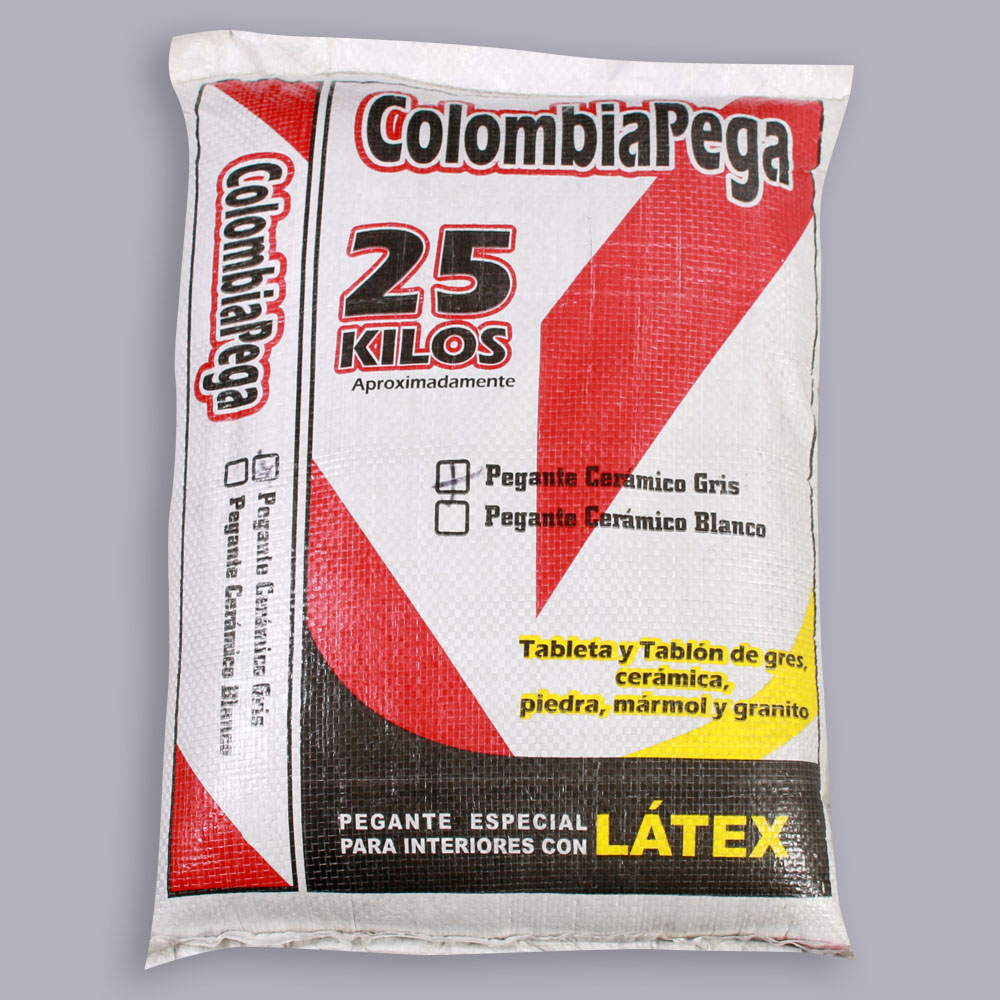 ColombiaPega
25
KILOS
Aproximadamente
Pegante Cerámico Gris
Pegante Cerámico Blanco
Tableta y Tablón de gres,
cerámica,
piedra, mármol y granito
PEGANTE ESPECIAL
PARA INTERIORES CON LÁTEX
ColombiaPega
Pegante Cerámico Gris
Pegante Cerámico Blanco